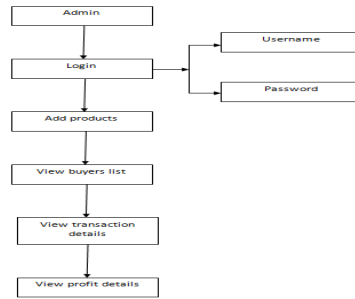 Admin
Username
Login
Password
Add products
View buyers list
View transaction
details
View profit details